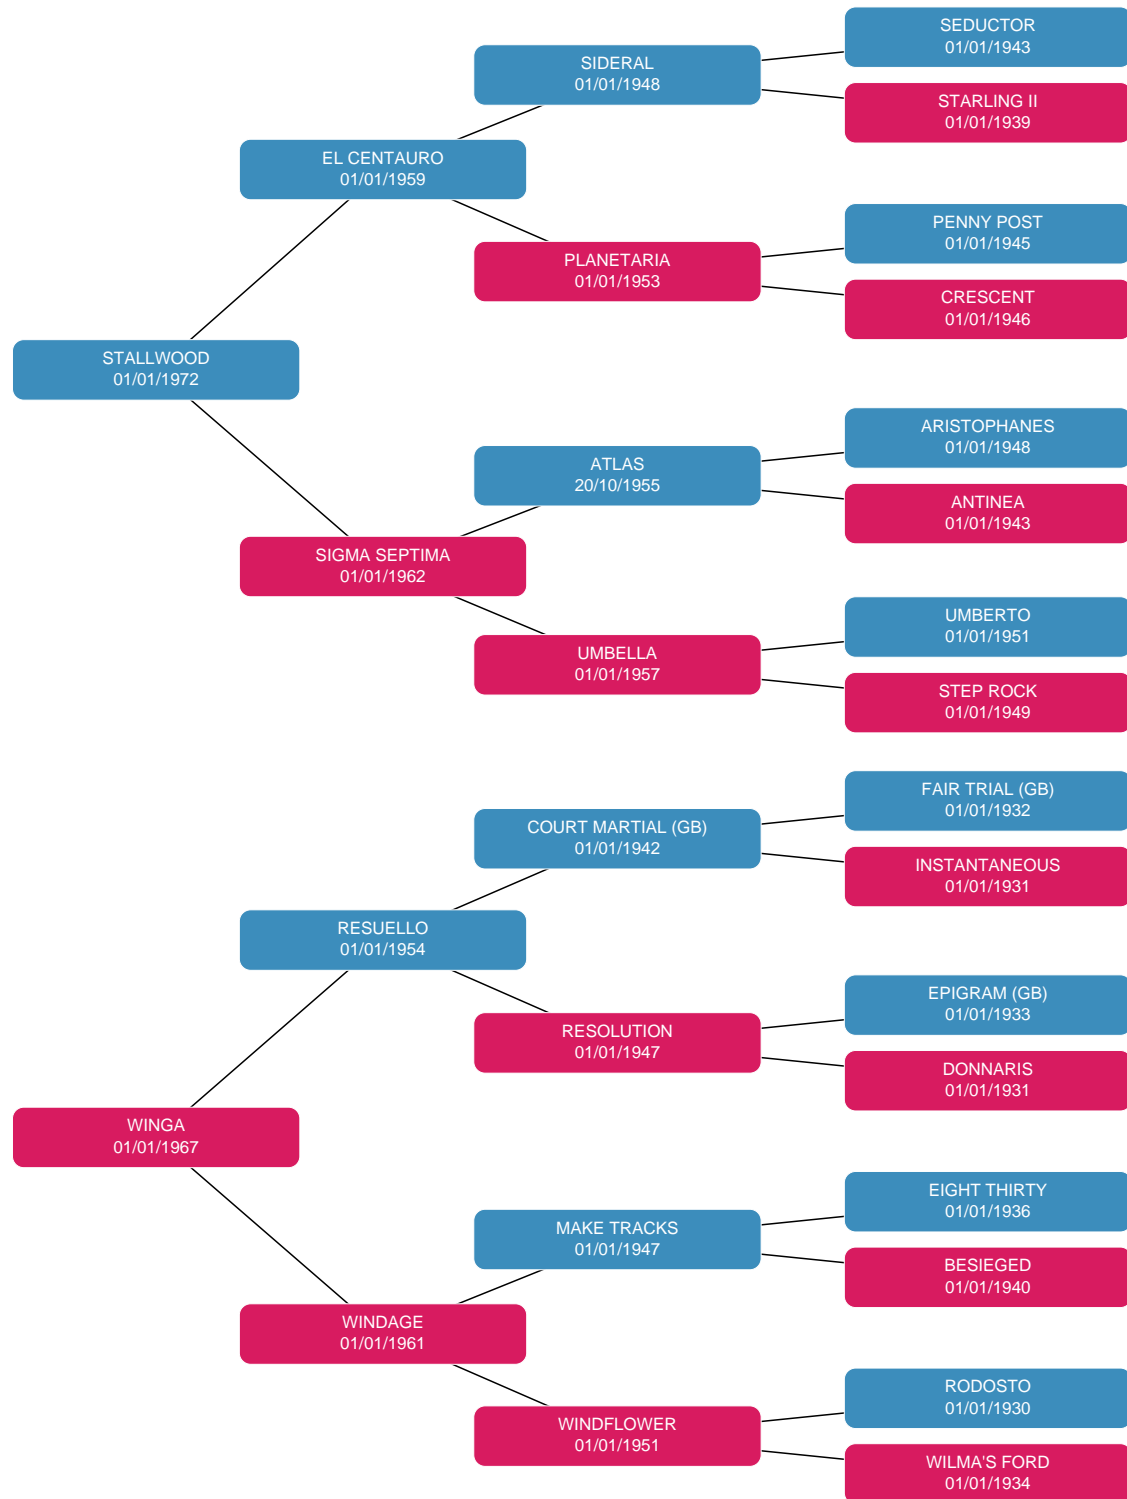 SEDUCTOR
01/01/1943
SIDERAL
01/01/1948
STARLING II
01/01/1939
EL CENTAURO
01/01/1959
PENNY POST
01/01/1945
PLANETARIA
01/01/1953
CRESCENT
01/01/1946
STALLWOOD
01/01/1972
ARISTOPHANES
01/01/1948
ATLAS
20/10/1955
ANTINEA
01/01/1943
SIGMA SEPTIMA
01/01/1962
UMBERTO
01/01/1951
UMBELLA
01/01/1957
STEP ROCK
01/01/1949
FAIR TRIAL (GB)
01/01/1932
COURT MARTIAL (GB)
01/01/1942
INSTANTANEOUS
01/01/1931
RESUELLO
01/01/1954
EPIGRAM (GB)
01/01/1933
RESOLUTION
01/01/1947
DONNARIS
01/01/1931
WINGA
01/01/1967
EIGHT THIRTY
01/01/1936
MAKE TRACKS
01/01/1947
BESIEGED
01/01/1940
WINDAGE
01/01/1961
RODOSTO
01/01/1930
WINDFLOWER
01/01/1951
WILMA'S FORD
01/01/1934